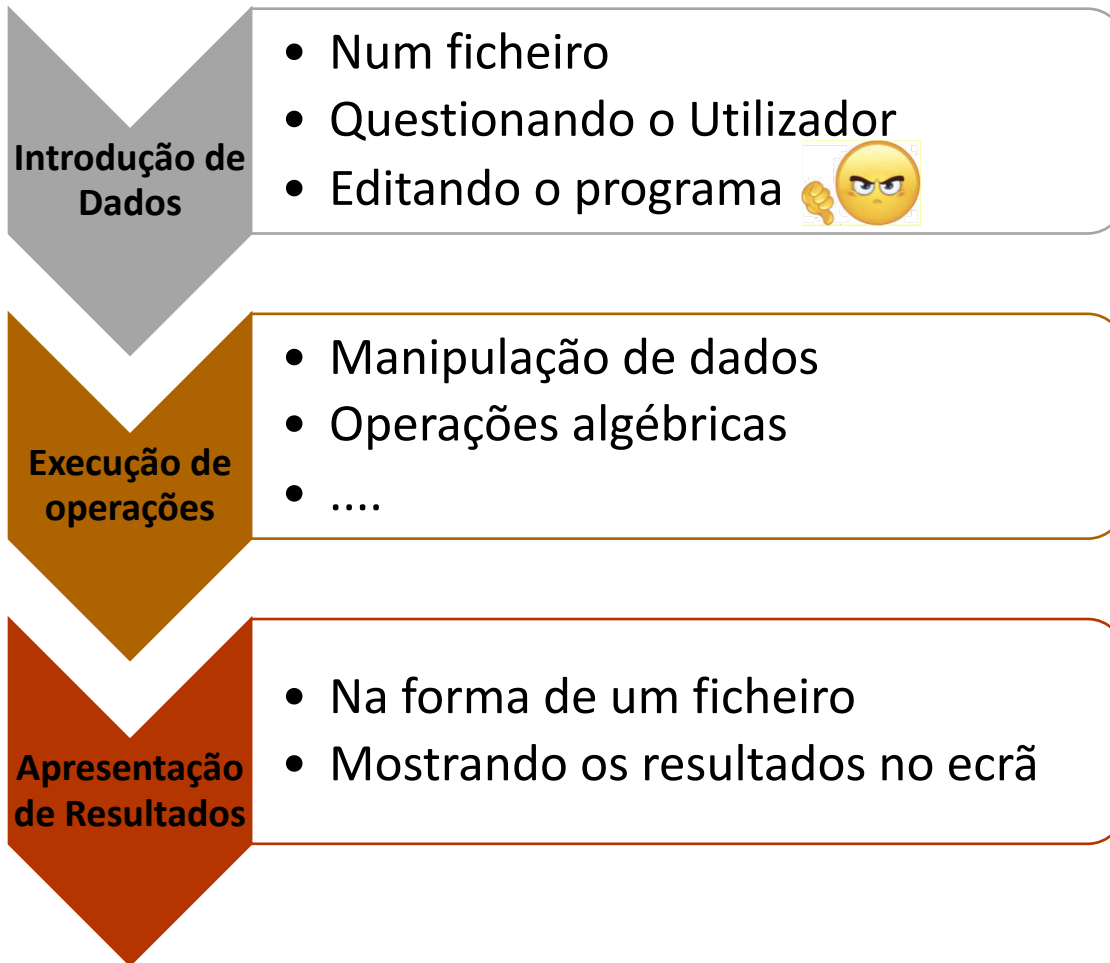 Introdução de
Dados
• Num ficheiro
• Questionando o Utilizador
• Editando o programa
Execução de
operações
• Manipulação de dados
• Operações algébricas
• ....
Apresentação
de Resultados
• Na forma de um ficheiro
• Mostrando os resultados no ecrã